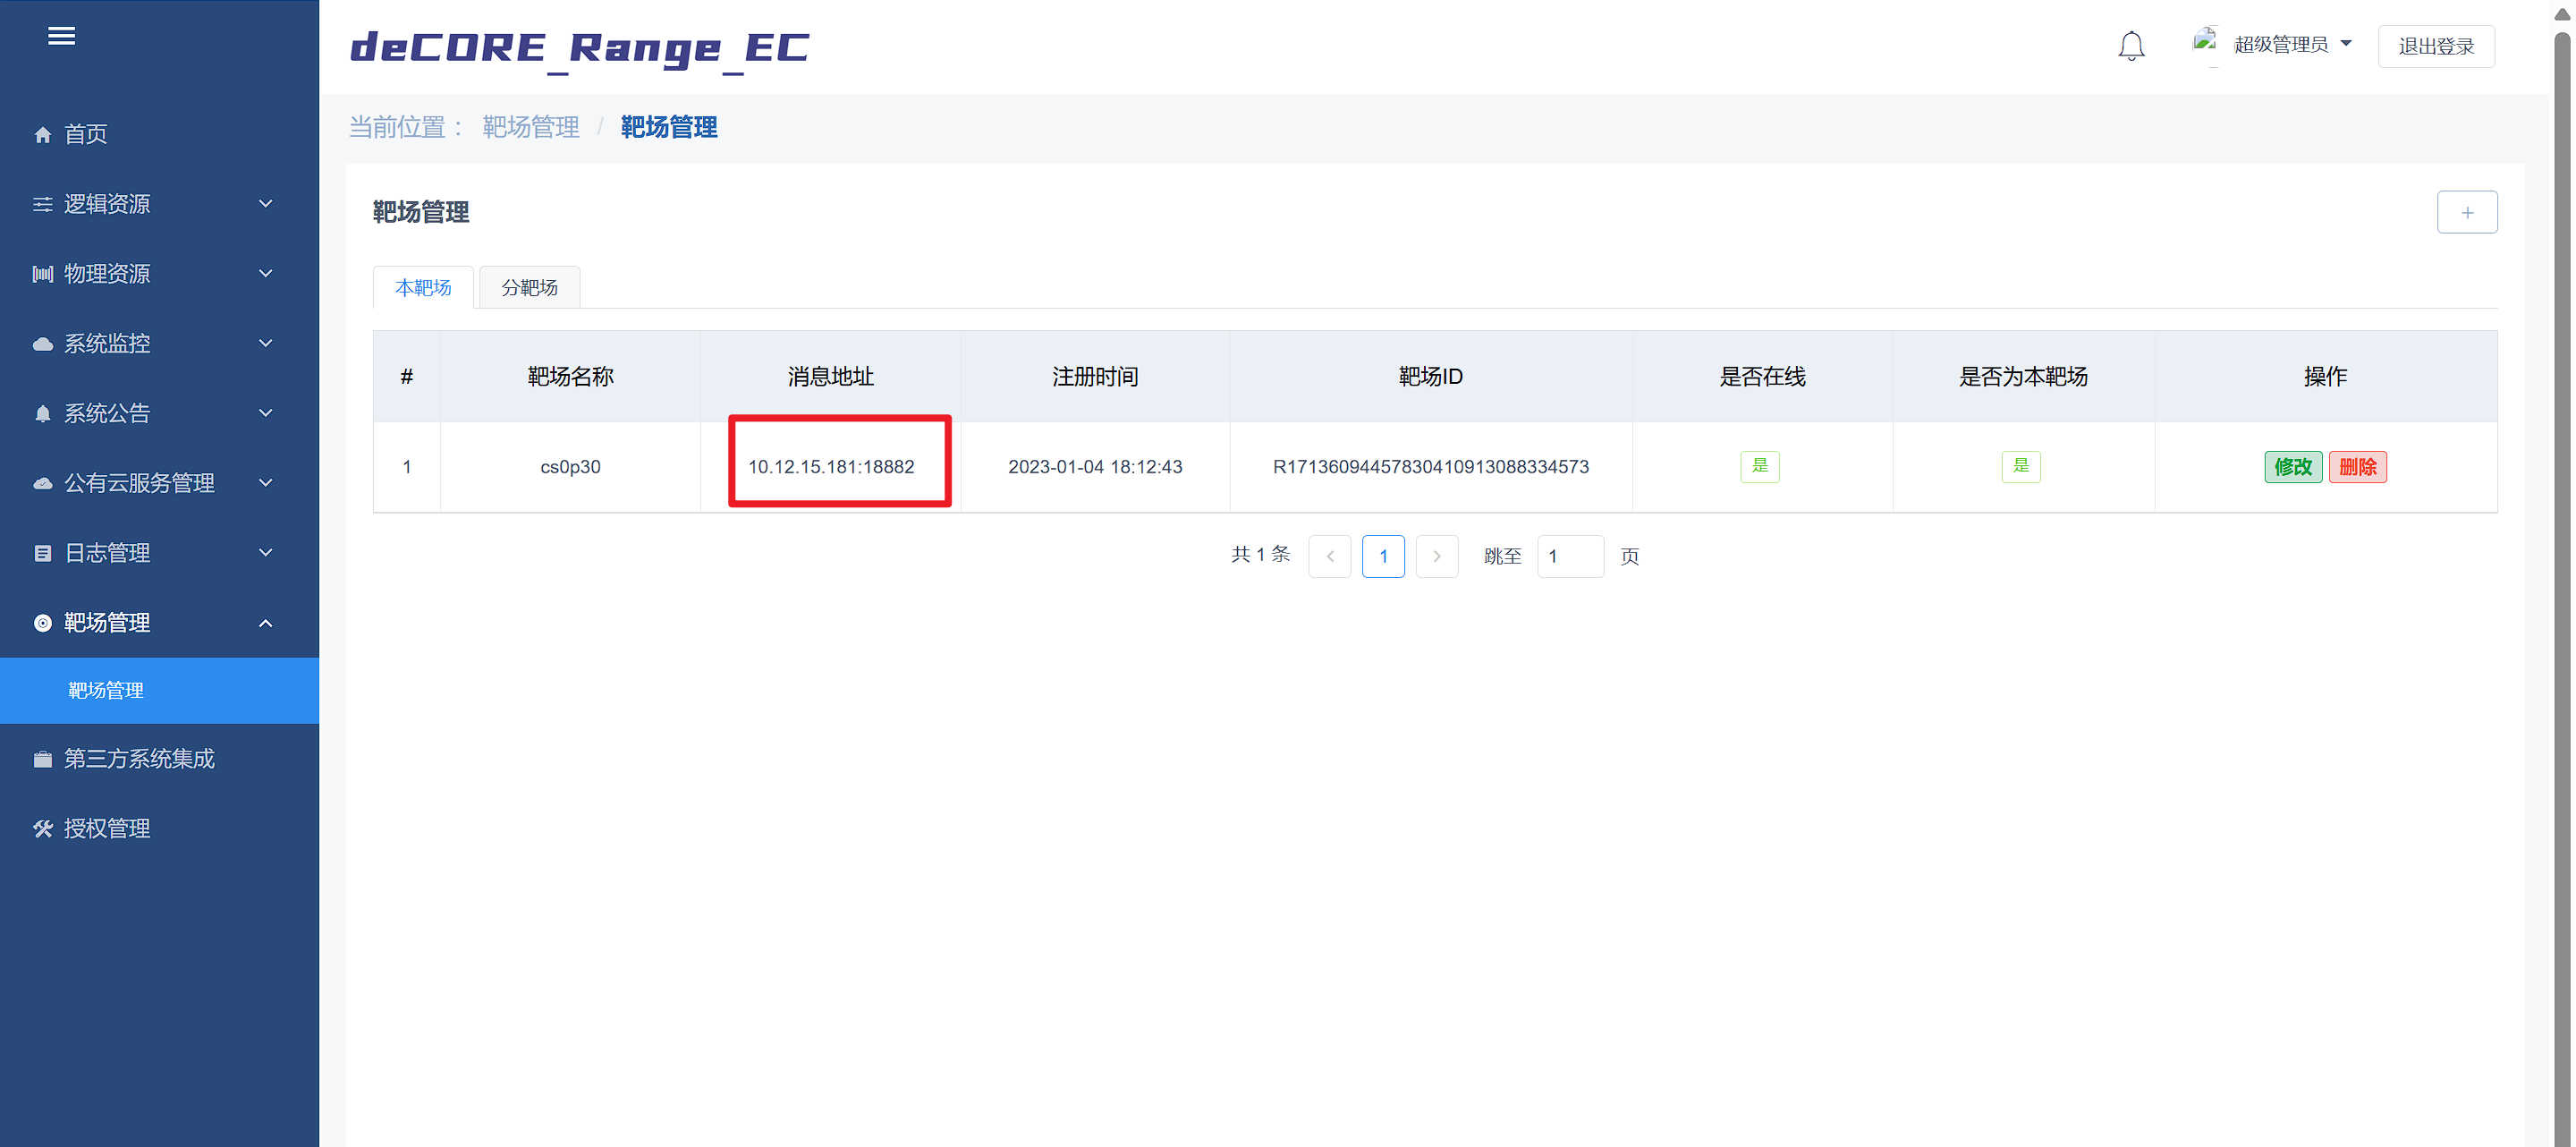 deCORE_Range_EC
超级管理员
退出登录
首页
逻辑资源
物理资源
系统监控
系统公告
公有云服务管理
日志管理
靶场管理
靶场管理
第三方系统集成
授权管理
当前位置： 靶场管理 / 靶场管理
靶场管理
+
本靶场 分靶场
# 靶场名称 消息地址 注册时间 靶场ID 是否在线 是否为本靶场 操作
1 cs0p30 10.12.15.181:18882 2023-01-04 18:12:43 R17136094457830410913088334573 是 是 修改 删除
共 1 条 < 1 > 跳至 1 页